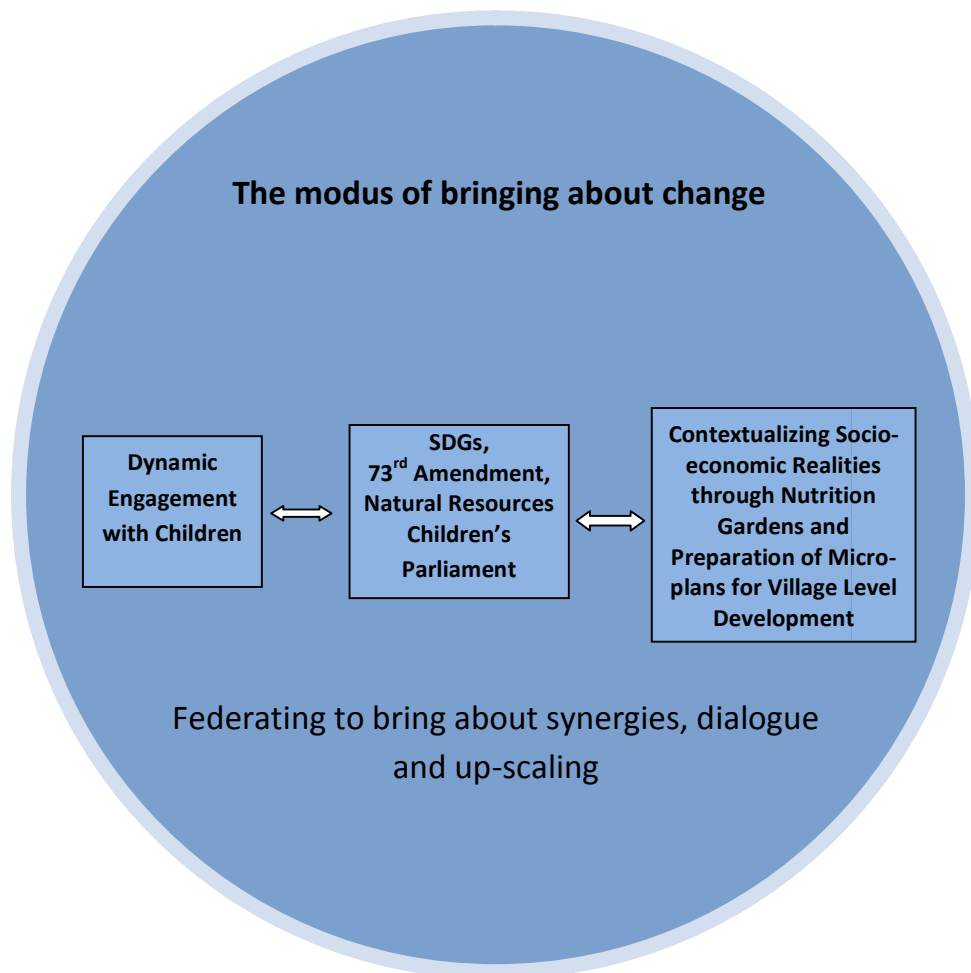 The modus of bringing about change
Dynamic
Engagement
with Children
SDGs,
73rd Amendment,
Natural Resources
Children's
Parliament
Contextualizing Socio-
economic Realities
through Nutrition
Gardens and
Preparation of Micro-
plans for Village Level
Development
Federating to bring about synergies, dialogue
and up-scaling